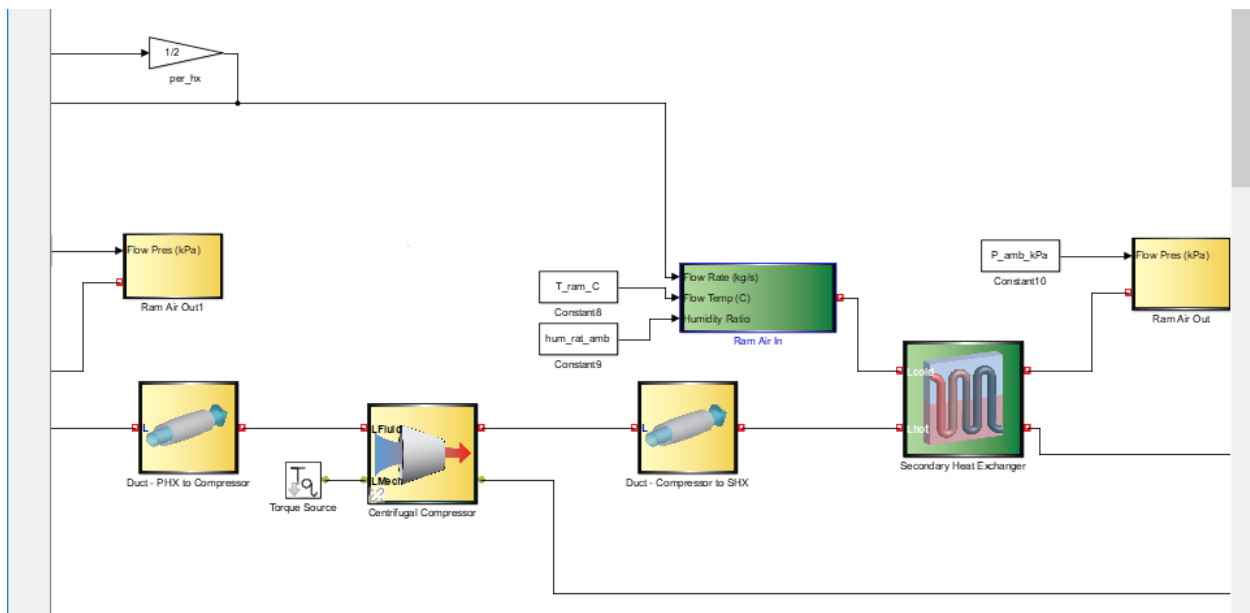 1/2
per_hx
Flow Pres (kPa)
Ram Air Out1
T_ram_C
Constant8
hum_rat_amb
Constant9
Flow Rate (kg/s)
Flow Temp (C)
Humidity Ratio
Ram Air In
P_amb_kPa
Constant10
Flow Pres (kPa)
Ram Air Out
L
Duct - PHX to Compressor
Torque Source
LFluid
LMech
Centrifugal Compressor
L
Duct - Compressor to SHX
Lcold
Lhot
Secondary Heat Exchanger